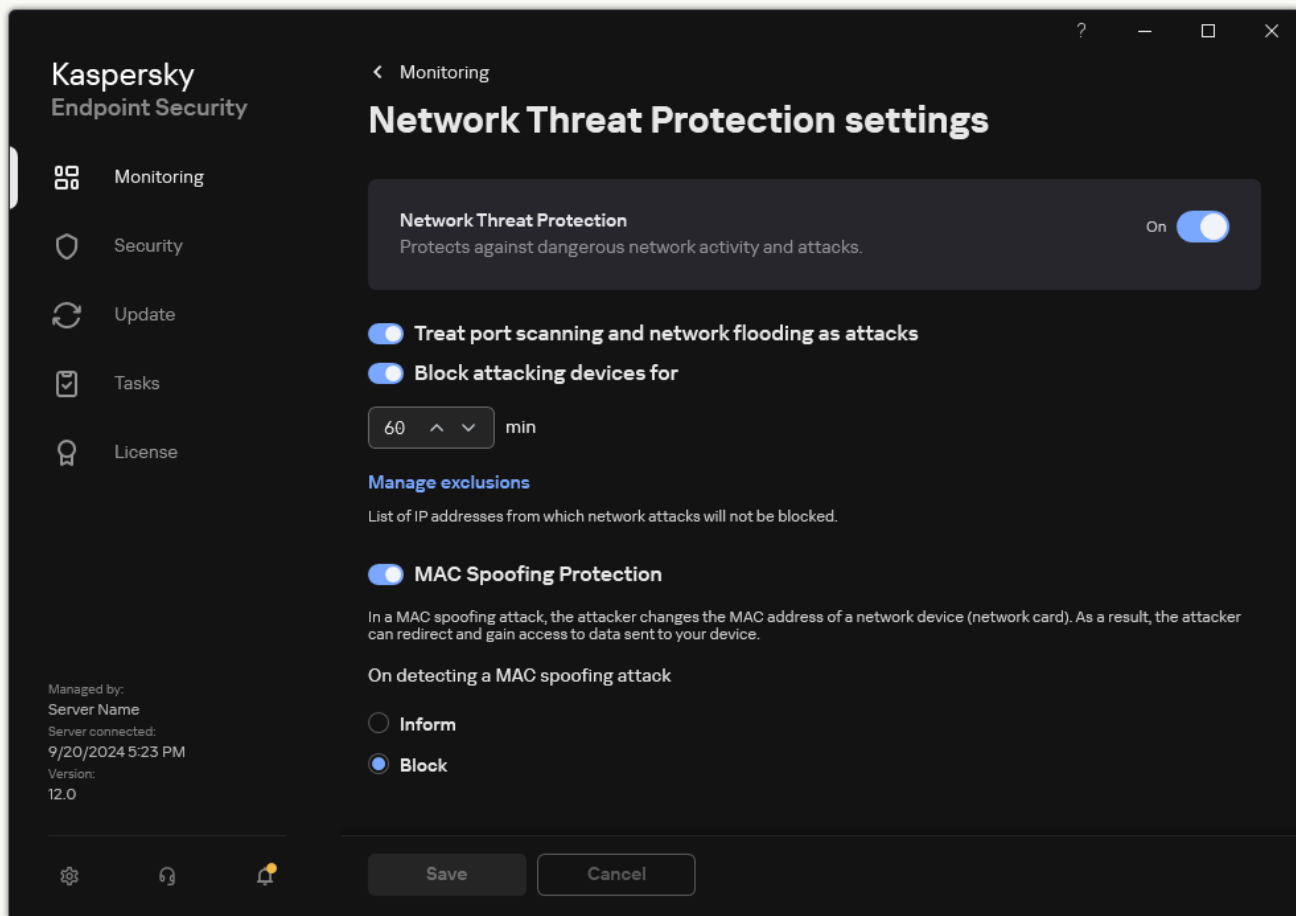 ?
Kaspersky
Endpoint Security
Monitoring
Security
Update
Tasks
License
Managed by:
Server Name
Server connected:
9/20/2024 5:23 PM
Version:
12.0
Monitoring
Network Threat Protection settings
Network Threat Protection
Protects against dangerous network activity and attacks.
On
Treat port scanning and network flooding as attacks
Block attacking devices for
60 min
Manage exclusions
List of IP addresses from which network attacks will not be blocked.
MAC Spoofing Protection
In a MAC spoofing attack, the attacker changes the MAC address of a network device (network card). As a result, the attacker
can redirect and gain access to data sent to your device.
On detecting a MAC spoofing attack
Inform
Block
Save
Cancel